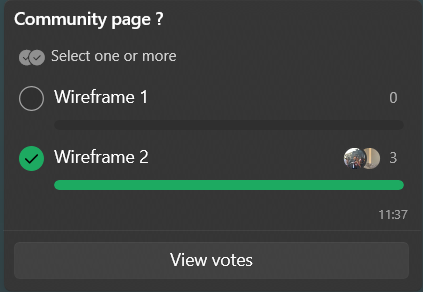 Community page ?
Select one or more
Wireframe 1 0
Wireframe 2 3
11:37
View votes